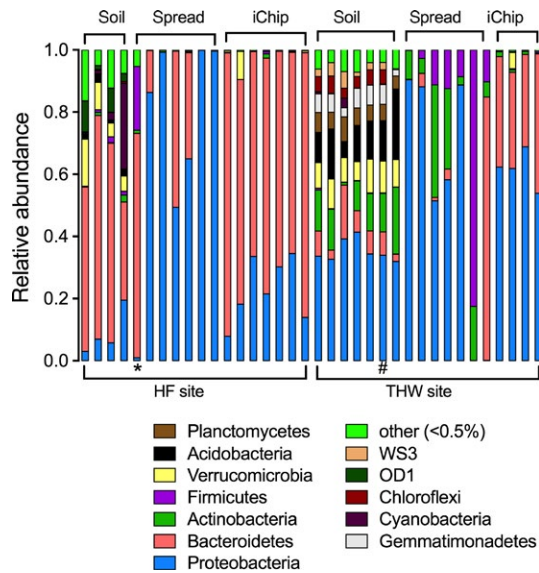 Soil Spread iChip Soil Spread iChip
Relative abundance
1.0
0.8
0.6
0.4
0.2
0.0
* #
HF site THW site
Planctomycetes other (<0.5%)
Acidobacteria WS3
Verrucomicrobia OD1
Firmicutes Chloroflexi
Actinobacteria Cyanobacteria
Bacteroidetes Gemmatimonadetes
Proteobacteria